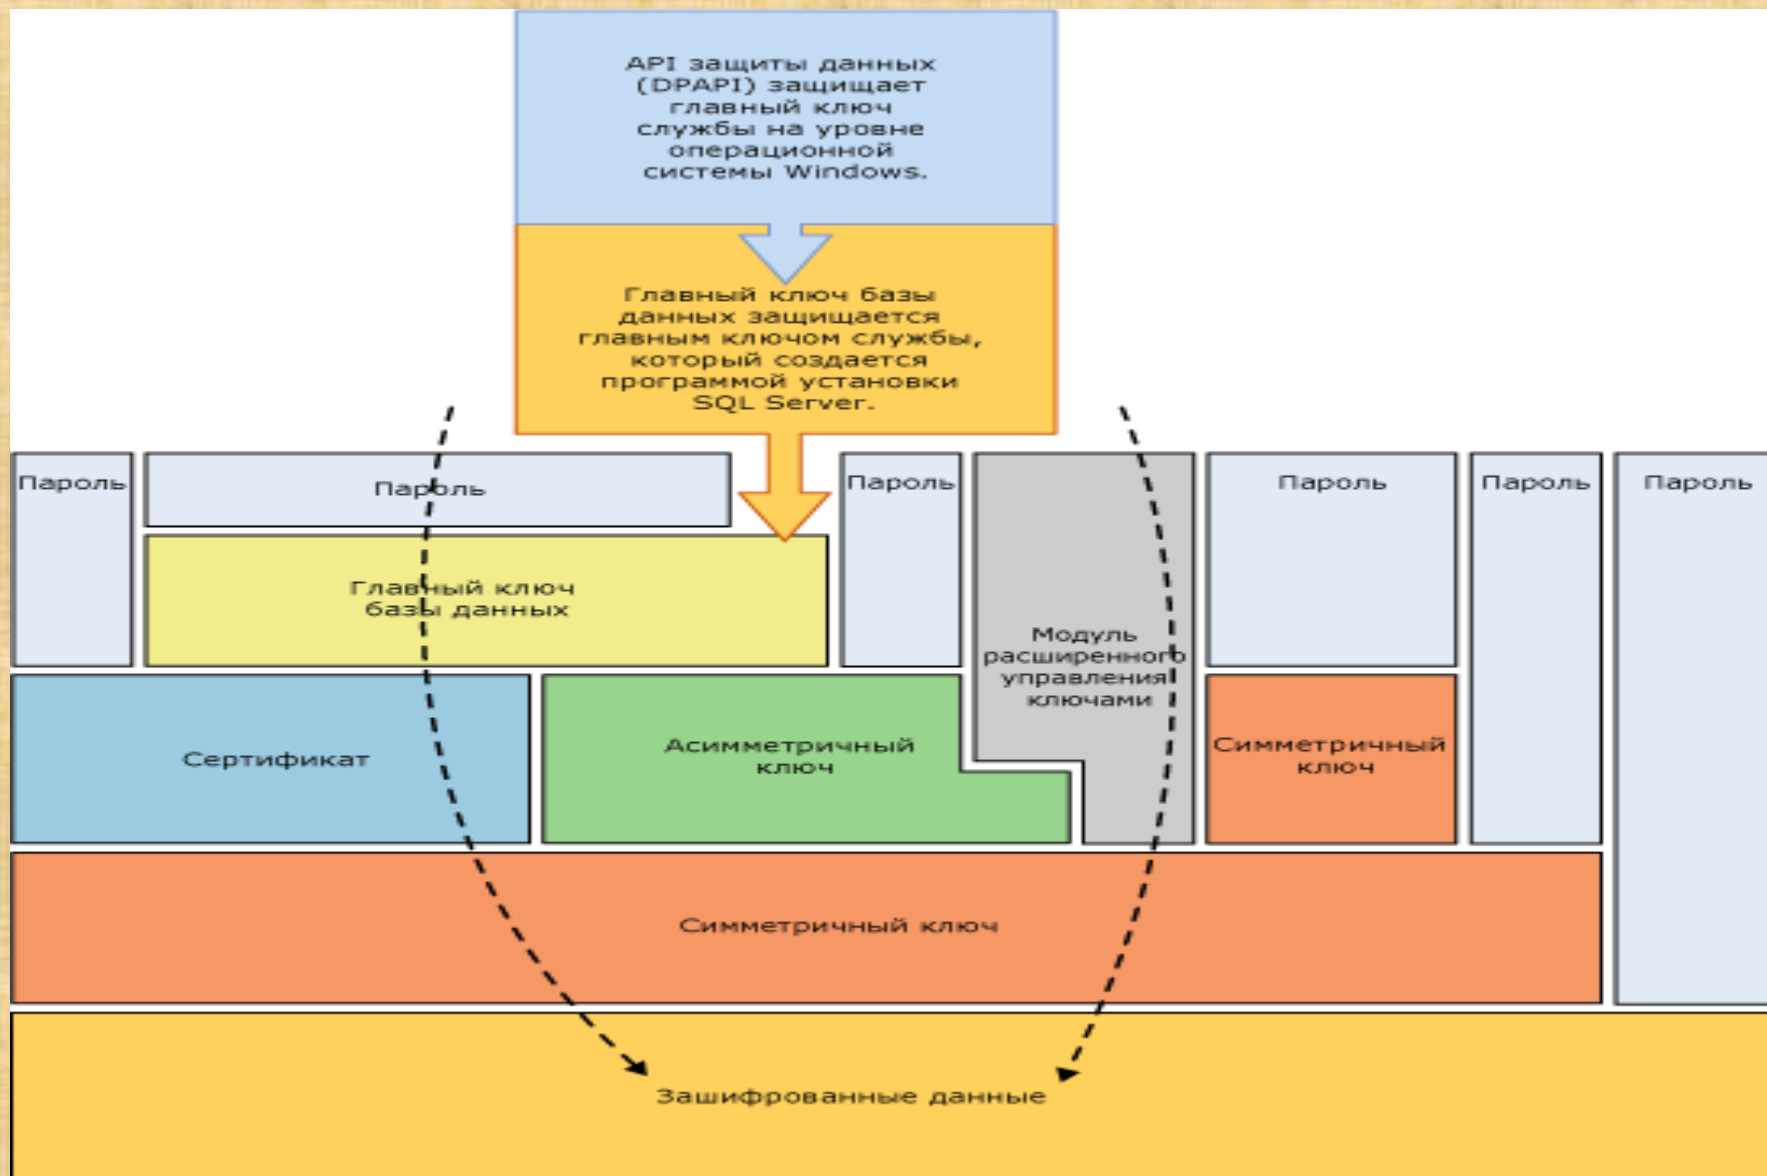 API защиты данных
(DPAPI) защищает
главный ключ
службы на уровне
операционной
системы Windows.
Главный ключ базы
данных защищается
главным ключом службы,
который создается
программой установки
SQL Server.
Пароль
Пароль
Пароль
Пароль
Пароль
Пароль
Главный ключ
базы данных
Модуль
расширенного
управления
ключами
Сертификат
Асимметричный
ключ
Симметричный
ключ
Симметричный ключ
Зашифрованные данные